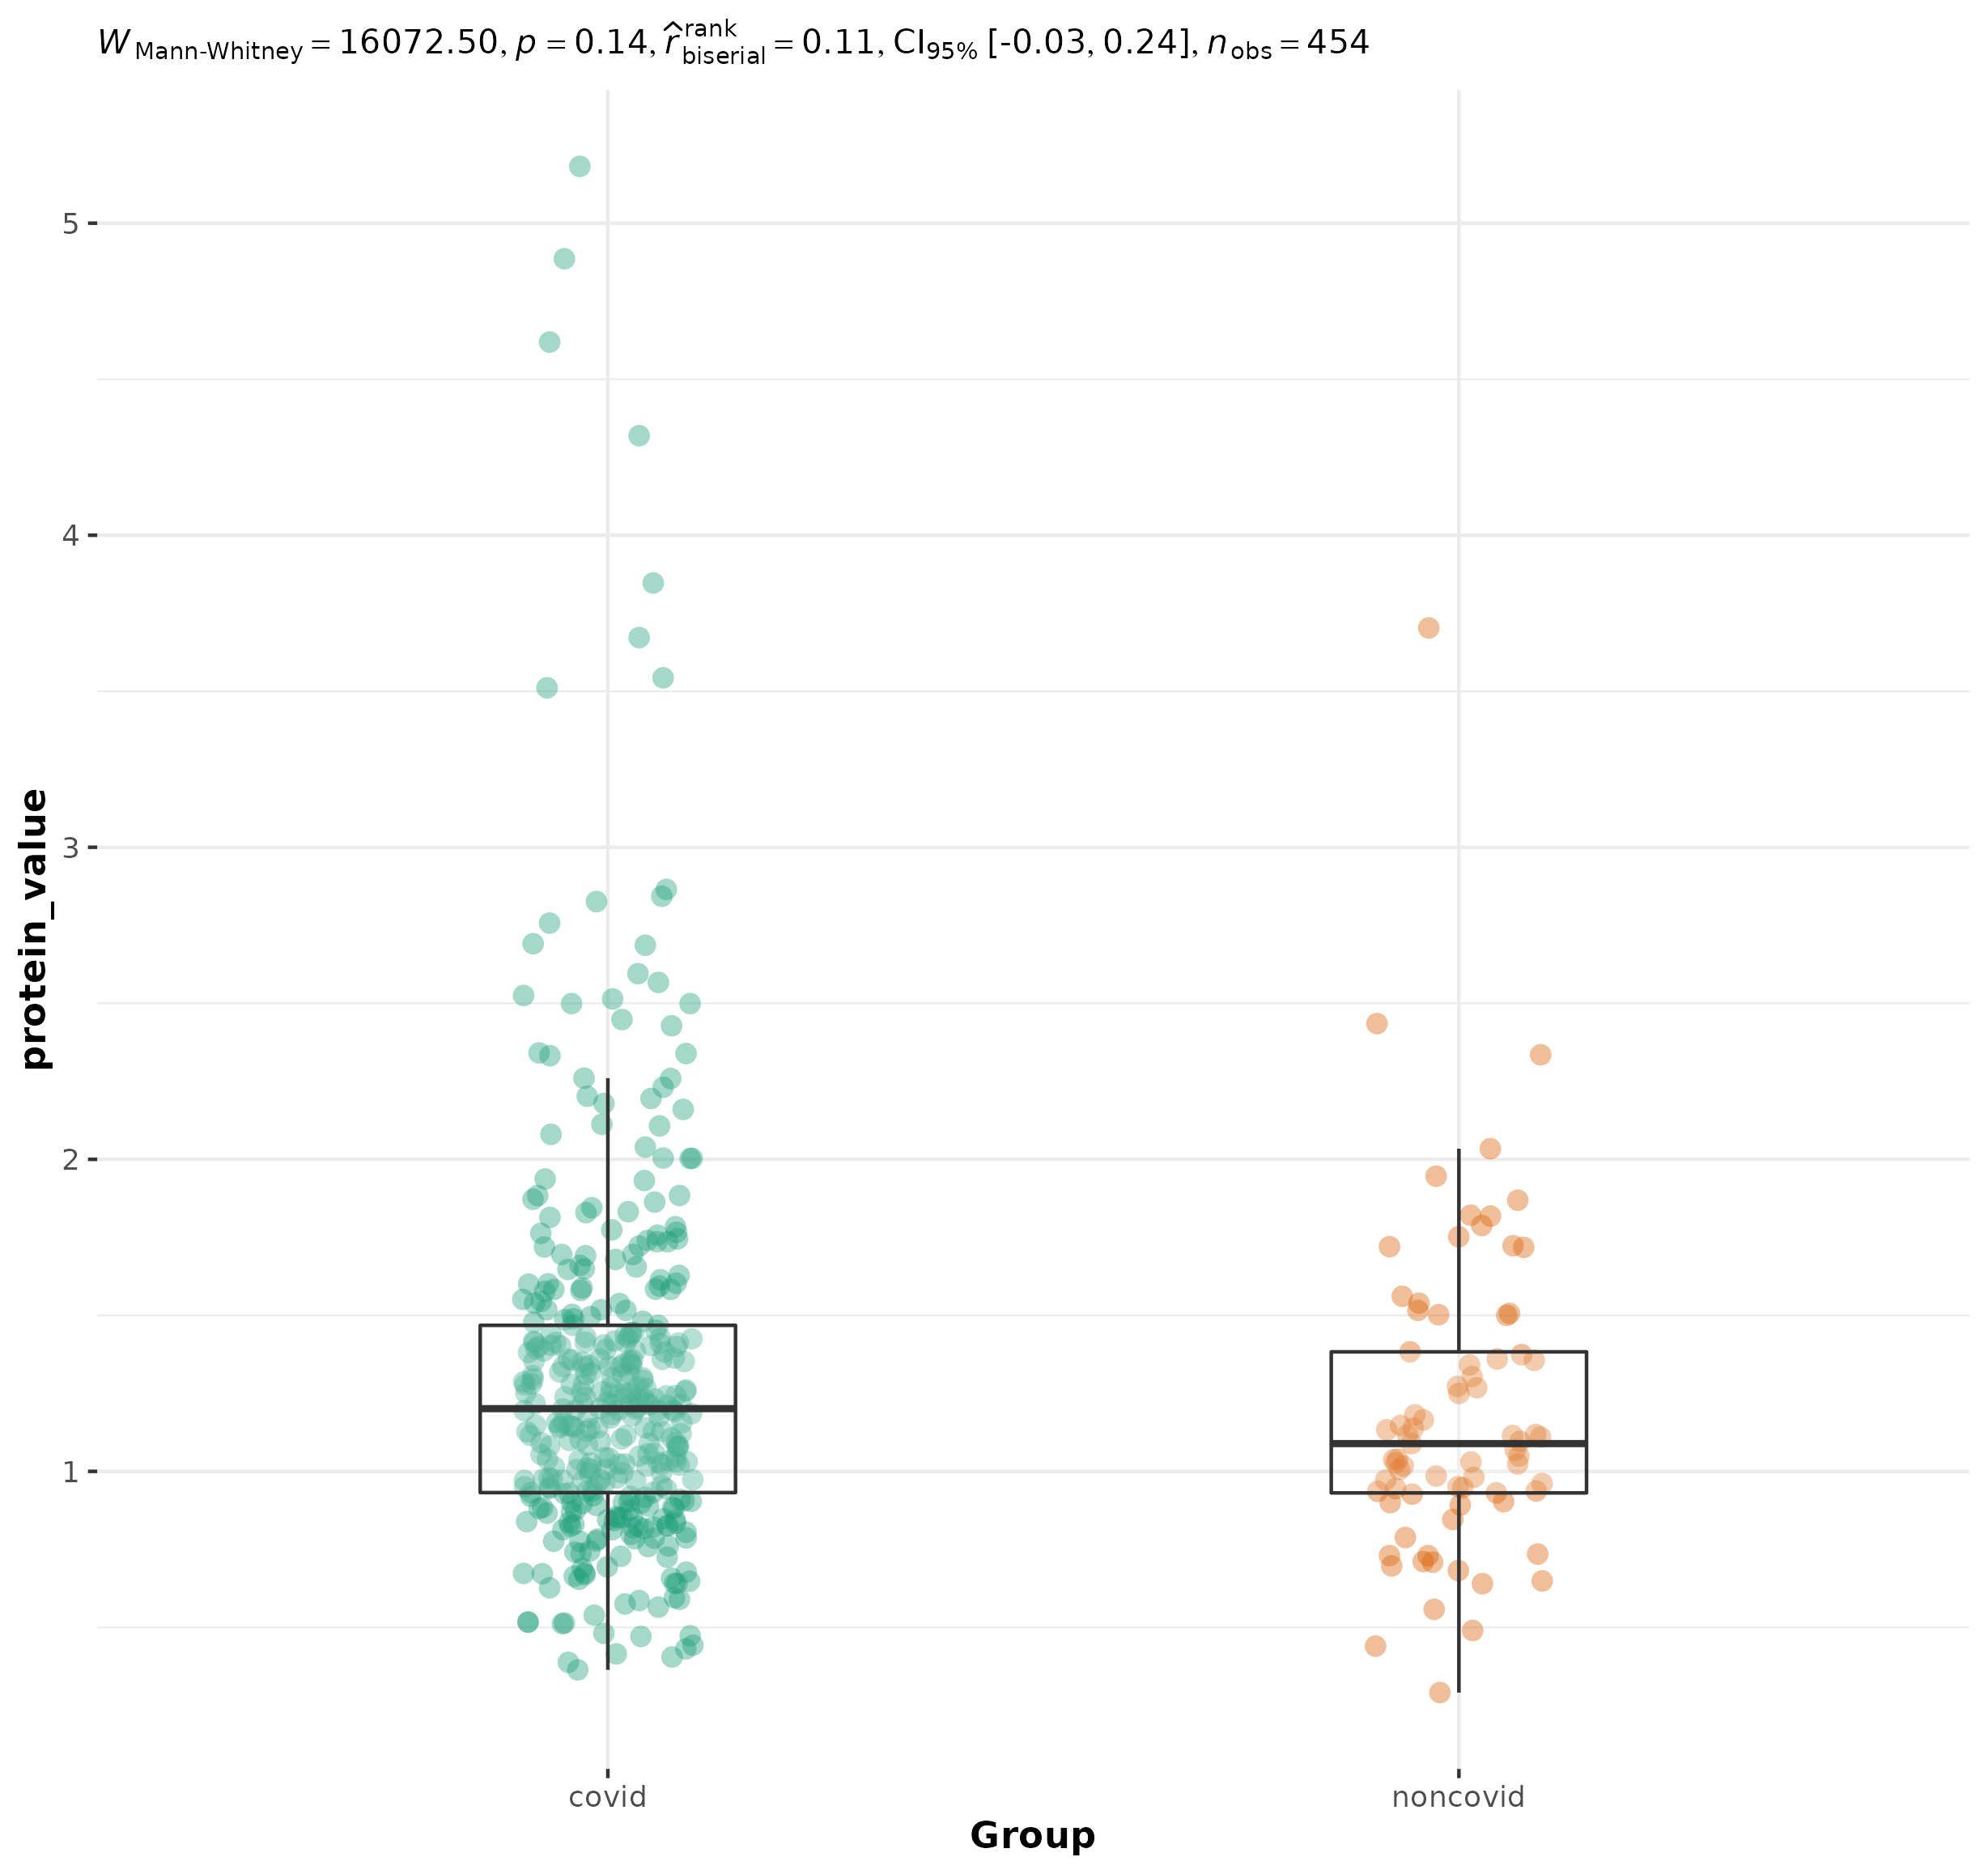 W Mann-Whitney = 16072.50, p = 0.14, r̂ rank biserial = 0.11, CI95% [-0.03, 0.24], n obs = 454
protein_value
5
4
3
2
1
covid noncovid
Group